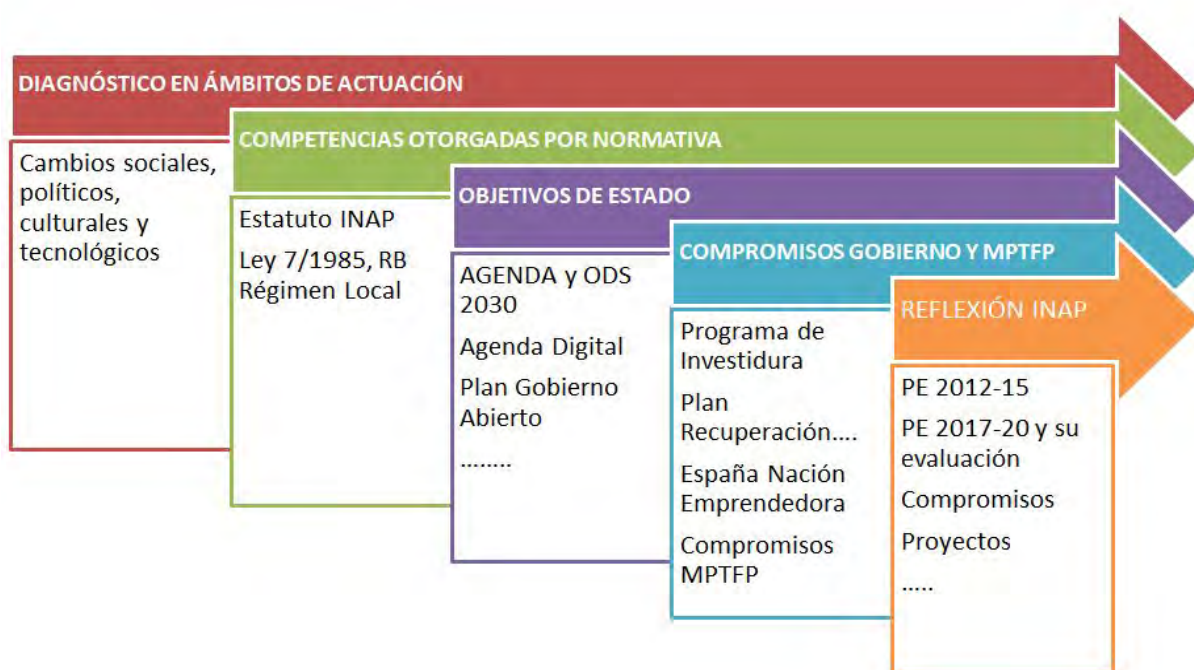 DIAGNÓSTICO EN ÁMBITOS DE ACTUACIÓN
Cambios sociales,
políticos,
culturales y
tecnológicos
COMPETENCIAS OTORGADAS POR NORMATIVA
Estatuto INAP
Ley 7/1985, RB
Régimen Local
OBJETIVOS DE ESTADO
AGENDA y ODS
2030
Agenda Digital
Plan Gobierno
Abierto
........
COMPROMISOS GOBIERNO Y MPTFP
Programa de
Investidura
Plan
Recuperación....
España Nación
Emprendedora
Compromisos
MPTFP
REFLEXIÓN INAP
PE 2012-15
PE 2017-20 y su
evaluación
Compromisos
Proyectos
.....